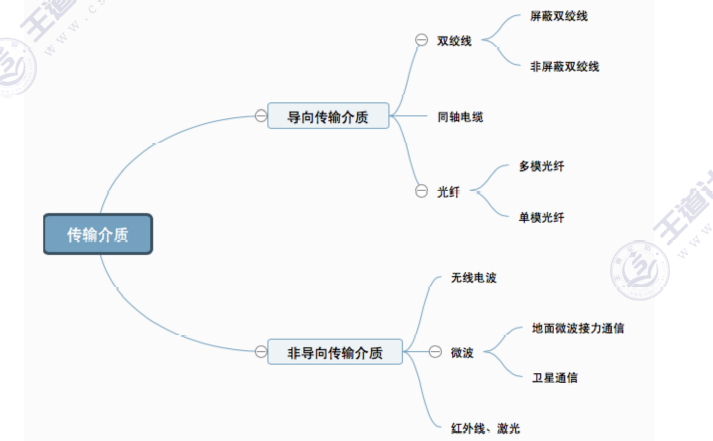 王道
屏蔽双绞线
双绞线
非屏蔽双绞线
导向传输介质
同轴电缆
多模光纤
光纤
单模光纤
传输介质
王道
无线电波
地面微波接力通信
非导向传输介质
微波
卫星通信
红外线、激光